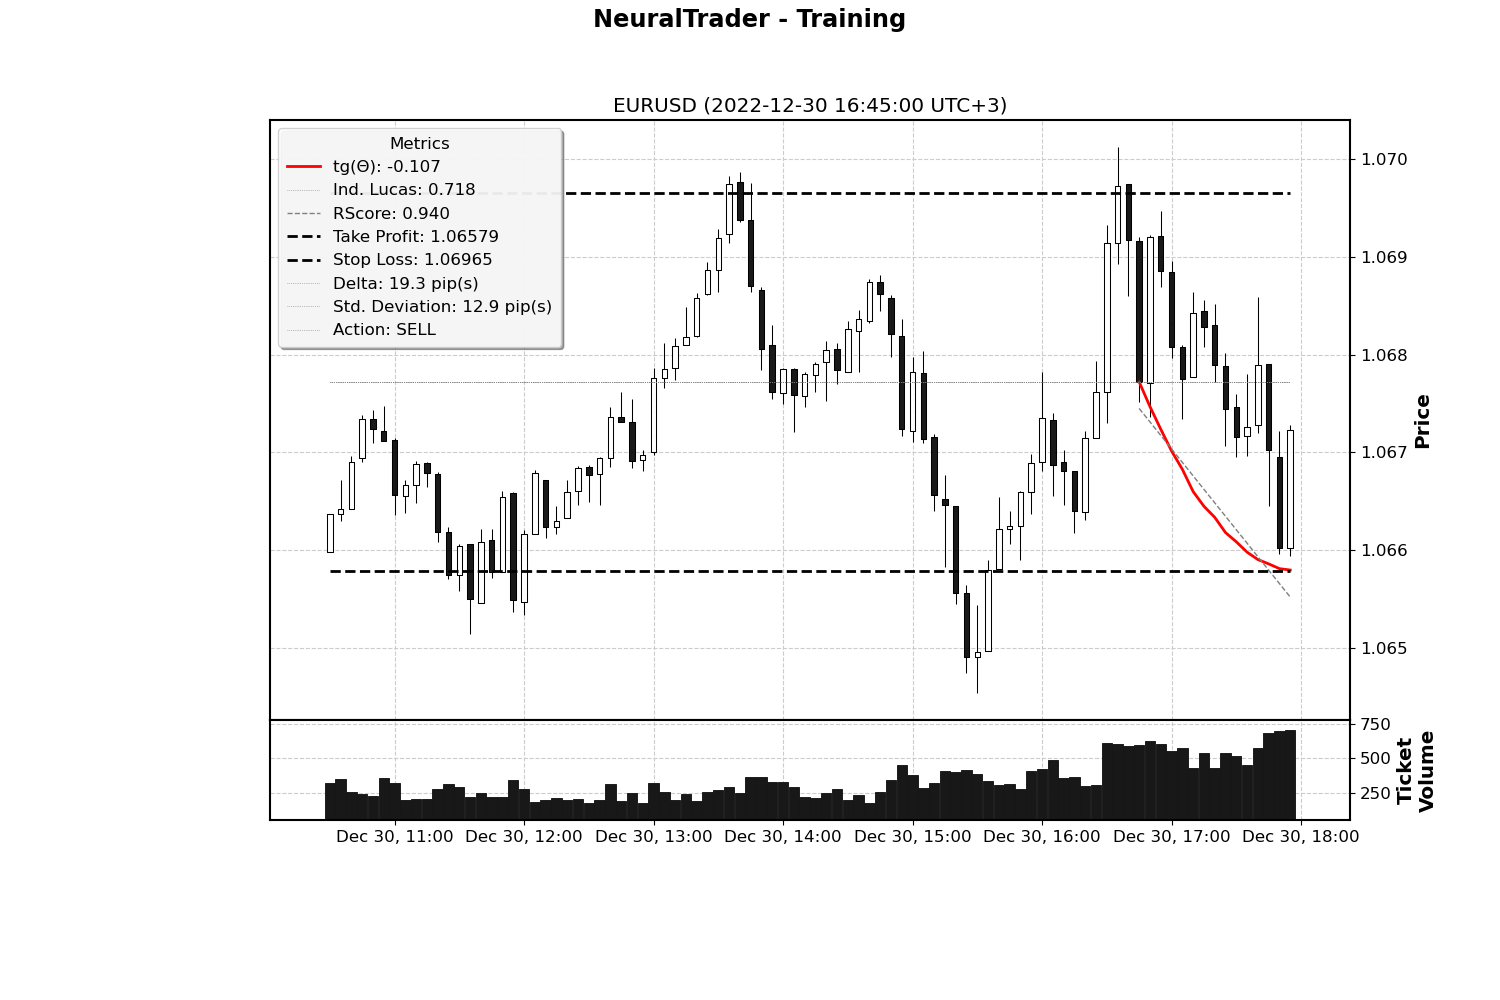 NeuralTrader - Training
EURUSD (2022-12-30 16:45:00 UTC+3)
Metrics
tg(Θ): -0.107
Ind. Lucas: 0.718
RScore: 0.940
Take Profit: 1.06579
Stop Loss: 1.06965
Delta: 19.3 pip(s)
Std. Deviation: 12.9 pip(s)
Action: SELL
1.070
1.069
1.068
1.067
1.066
1.065
Price
750
500
250
Ticket
Volume
Dec 30, 11:00 Dec 30, 12:00 Dec 30, 13:00 Dec 30, 14:00 Dec 30, 15:00 Dec 30, 16:00 Dec 30, 17:00 Dec 30, 18:00